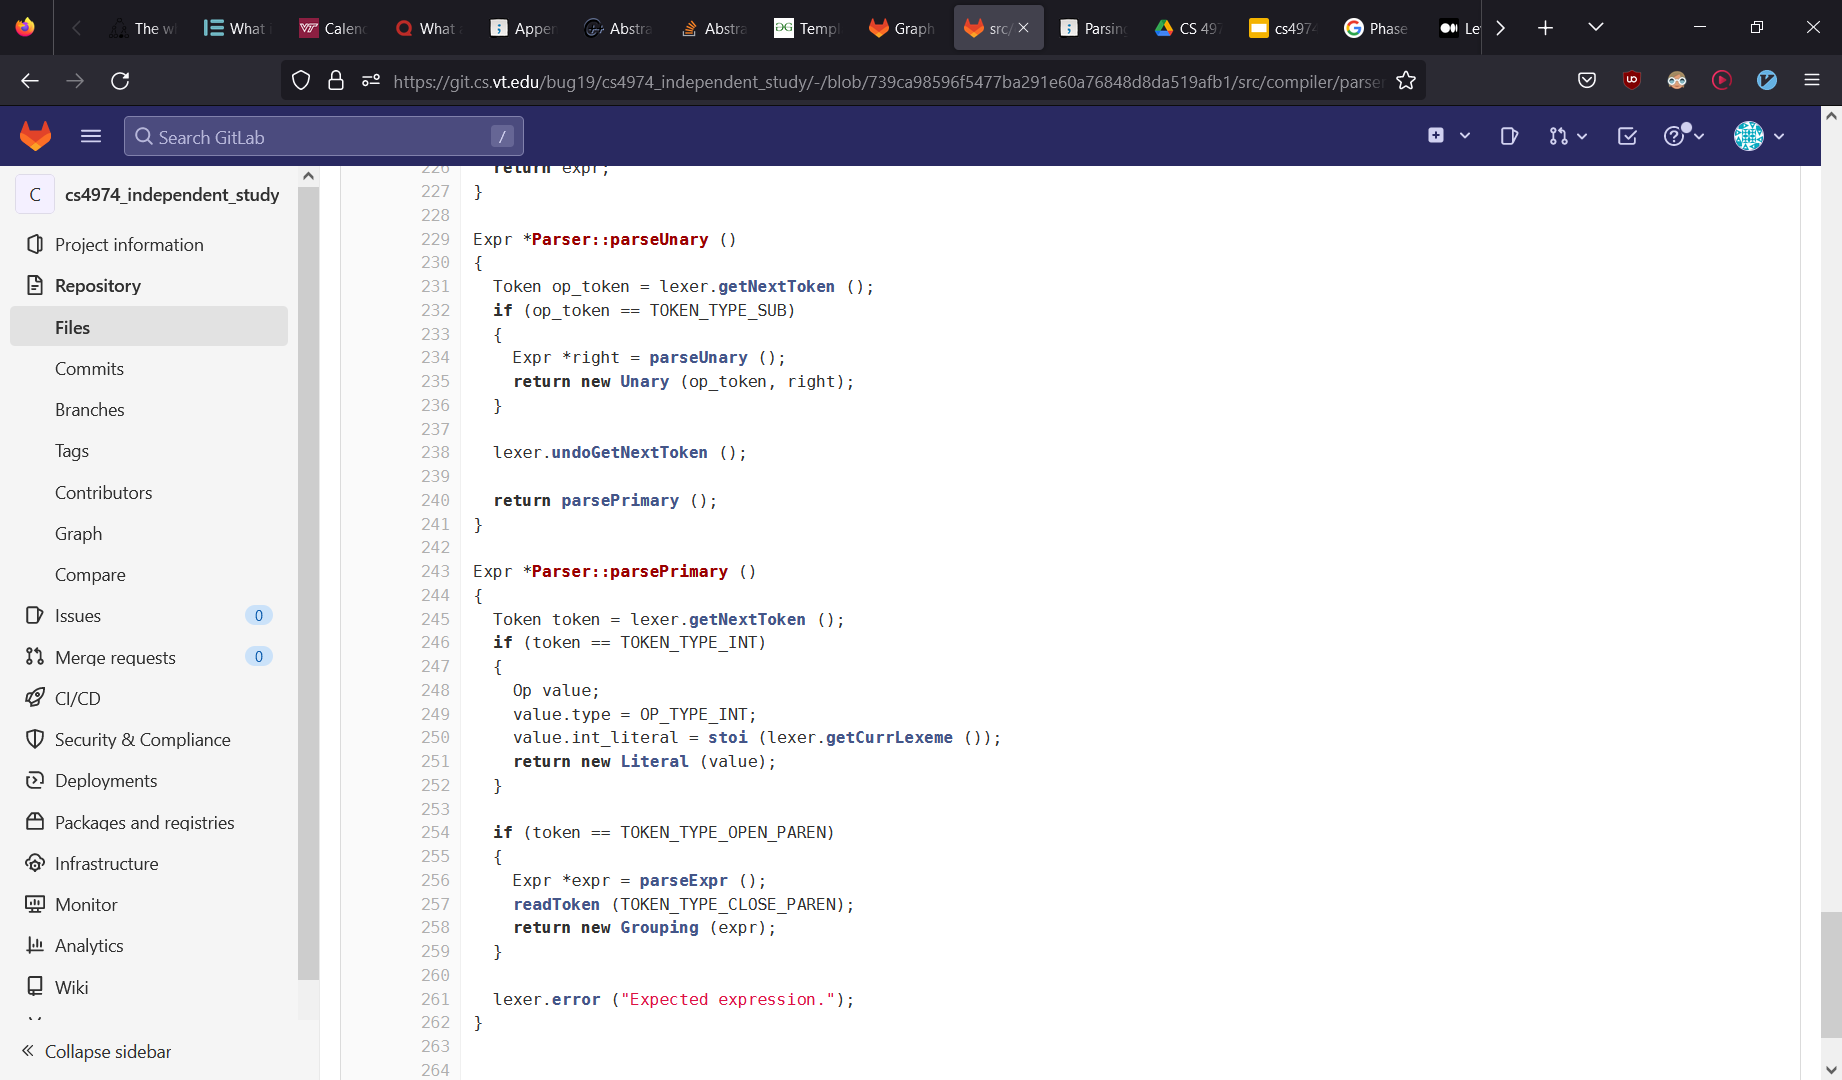 The w
What i
Calenc
What a
Appen
Abstra
Abstra
Templ
Graph
src/
Parsing
CS 497
cs4974
Phase
Le
https://git.cs.vt.edu/bug19/cs4974_independent_study/-/blob/739ca98596f5477ba291e60a76848d8da519afb1/src/compiler/parser
Search GitLab /
C cs4974_independent_study
Project information
Repository
Files
Commits
Branches
Tags
Contributors
Graph
Compare
Issues 0
Merge requests 0
CI/CD
Security & Compliance
Deployments
Packages and registries
Infrastructure
Monitor
Analytics
Wiki
Collapse sidebar
226 return expr;
227 }
228
229 Expr *Parser::parseUnary ()
230 {
231 Token op_token = lexer.getNextToken ();
232 if (op_token == TOKEN_TYPE_SUB)
233 {
234 Expr *right = parseUnary ();
235 return new Unary (op_token, right);
236 }
237
238 lexer.undoGetNextToken ();
239
240 return parsePrimary ();
241 }
242
243 Expr *Parser::parsePrimary ()
244 {
245 Token token = lexer.getNextToken ();
246 if (token == TOKEN_TYPE_INT)
247 {
248 Op value;
249 value.type = OP_TYPE_INT;
250 value.int_literal = stoi (lexer.getCurrLexeme ());
251 return new Literal (value);
252 }
253
254 if (token == TOKEN_TYPE_OPEN_PAREN)
255 {
256 Expr *expr = parseExpr ();
257 readToken (TOKEN_TYPE_CLOSE_PAREN);
258 return new Grouping (expr);
259 }
260
261 lexer.error ("Expected expression.");
262 }
263
264